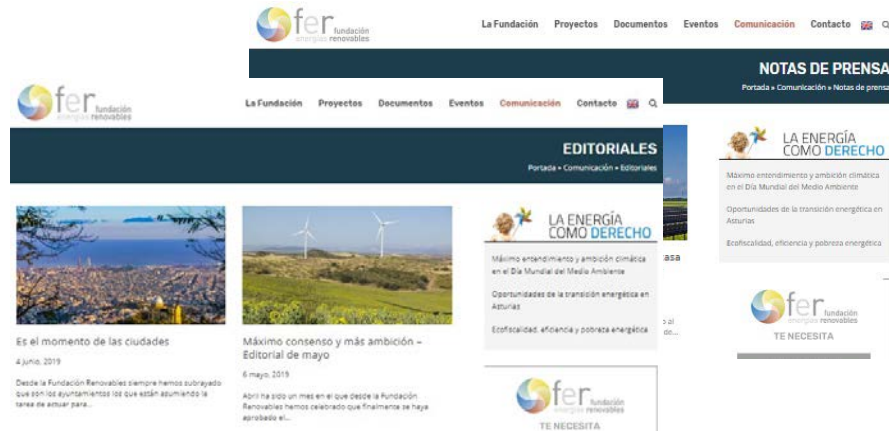 fer fundación
energías renovables
La Fundación Proyectos Documentos Eventos Comunicación Contacto
NOTAS DE PRENSA
Portada » Comunicación » Notas de prensa
LA ENERGÍA
COMO DERECHO
Máximo entendimiento y ambición climática
en el Día Mundial del Medio Ambiente
Oportunidades de la transición energética en
Asturias
Ecofiscalidad, eficiencia y pobreza energética
fer fundación
energías renovables
TE NECESITA
fer fundación
energías renovables
La Fundación Proyectos Documentos Eventos Comunicación Contacto
EDITORIALES
Portada » Comunicación » Editoriales
Es el momento de las ciudades
4 junio, 2019
Desde la Fundación Renovables siempre hemos subrayado
que son los ayuntamientos los que están asumiendo la
tarea de actuar para...
Máximo consenso y más ambición –
Editorial de mayo
6 mayo, 2019
Abril ha sido un mes en el que desde la Fundación
Renovables hemos celebrado que finalmente se haya
aprobado el...
LA ENERGÍA
COMO DERECHO
Máximo entendimiento y ambición climática
en el Día Mundial del Medio Ambiente
Oportunidades de la transición energética en
Asturias
Ecofiscalidad, eficiencia y pobreza energética
fer fundación
energías renovables
TE NECESITA